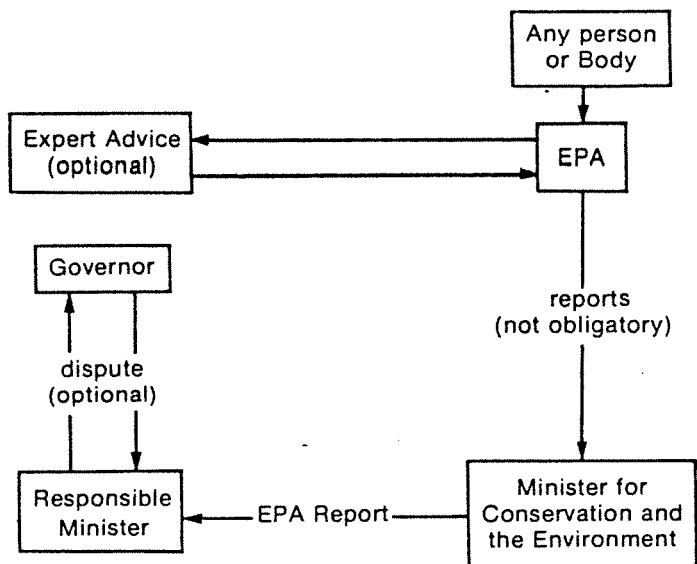 Any person
or Body
Expert Advice
(optional)
EPA
Governor
reports
(not obligatory)
dispute
(optional)
Responsible
Minister
EPA Report
Minister for
Conservation and
the Environment